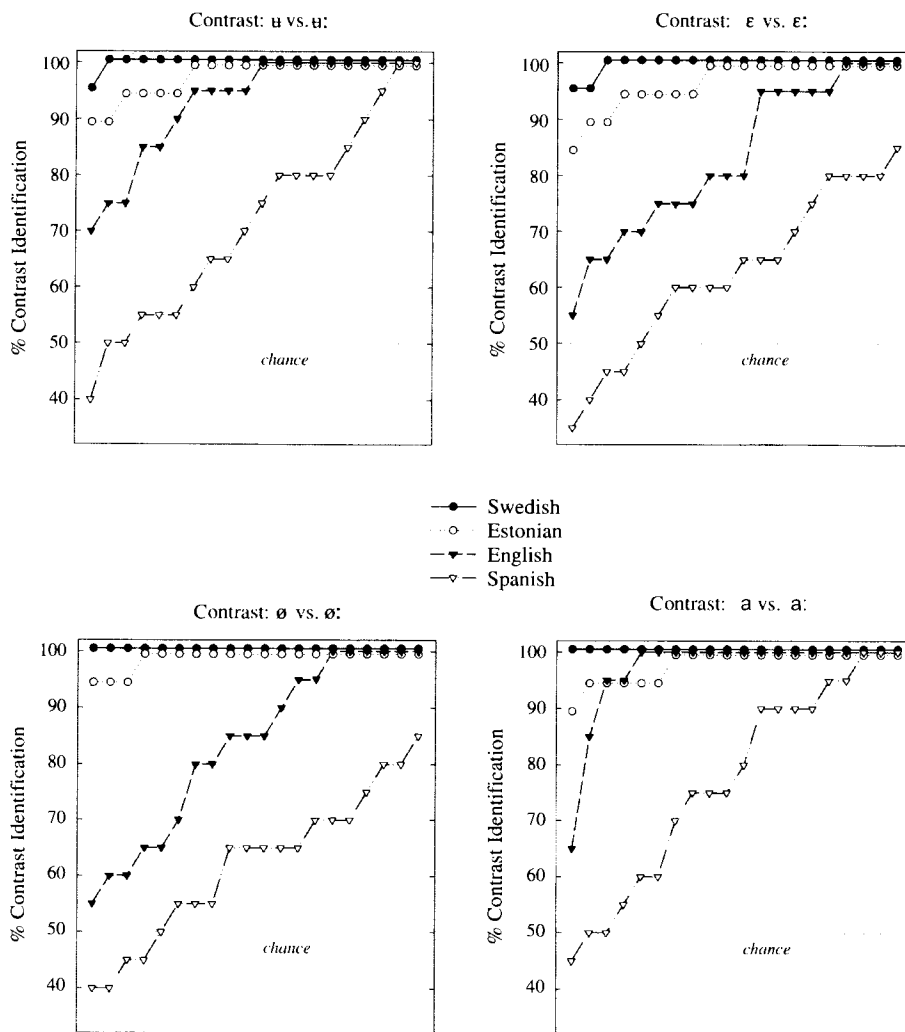 Contrast: ʉ vs. ʉː
% Contrast Identification
100
90
80
70
60
50
40
chance
Contrast: ε vs. εː
% Contrast Identification
100
90
80
70
60
50
40
chance
Swedish
Estonian
English
Spanish
Contrast: ø vs. øː
% Contrast Identification
100
90
80
70
60
50
40
chance
Contrast: a vs. aː
% Contrast Identification
100
90
80
70
60
50
40
chance